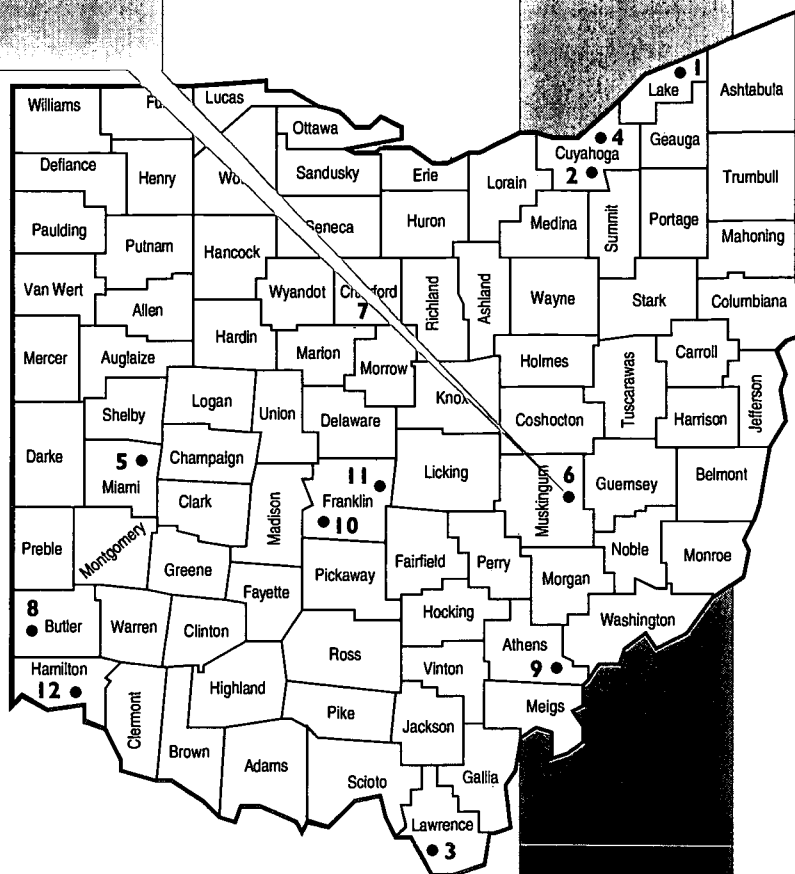 1
Williams
Lucas
Lake
Ashtabula
Ottawa
4
Geauga
Cuyahoga
Defiance
Henry
Sandusky
Erie
Lorain
2
Trumbull
Paulding
Putnam
Hancock
Seneca
Huron
Medina
Summit
Portage
Mahoning
Van Wert
Allen
Wyandot
7
Richland
Ashland
Wayne
Stark
Columbiana
Mercer
Auglaize
Hardin
Marion
Morrow
Holmes
Tuscarawas
Carroll
Jefferson
Shelby
Logan
Union
Delaware
Knox
Coshocton
Harrison
Darke
5
Miami
Champaign
11
Franklin
10
Licking
Muskingum
6
Guernsey
Belmont
Clark
Madison
Preble
Montgomery
Greene
Fayette
Pickaway
Fairfield
Perry
Morgan
Noble
Monroe
8
Butler
Warren
Clinton
Hocking
Washington
Ross
Athens
9
Vinton
Hamilton
12
Clermont
Highland
Pike
Jackson
Meigs
Brown
Adams
Scioto
Gallia
Lawrence
3